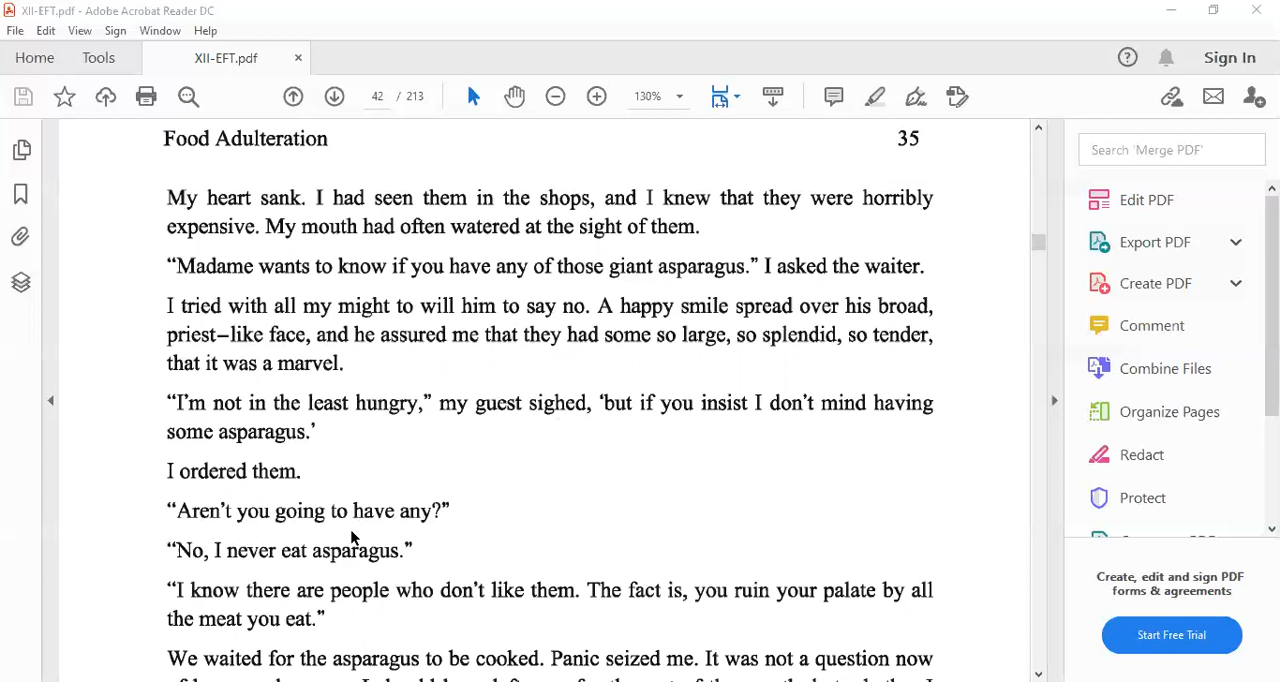 XII-EFT.pdf - Adobe Acrobat Reader DC
File Edit View Sign Window Help
Home Tools XII-EFT.pdf × Sign In
42 / 213 130%
Food Adulteration 35
My heart sank. I had seen them in the shops, and I knew that they were horribly
expensive. My mouth had often watered at the sight of them.
“Madame wants to know if you have any of those giant asparagus.” I asked the waiter.
I tried with all my might to will him to say no. A happy smile spread over his broad,
priest–like face, and he assured me that they had some so large, so splendid, so tender,
that it was a marvel.
“I’m not in the least hungry,” my guest sighed, ‘but if you insist I don’t mind having
some asparagus.’
I ordered them.
“Aren’t you going to have any?”
“No, I never eat asparagus.”
“I know there are people who don’t like them. The fact is, you ruin your palate by all
the meat you eat.”
We waited for the asparagus to be cooked. Panic seized me. It was not a question now
Search 'Merge PDF'
Edit PDF
Export PDF
Create PDF
Comment
Combine Files
Organize Pages
Redact
Protect
Create, edit and sign PDF
forms & agreements
Start Free Trial